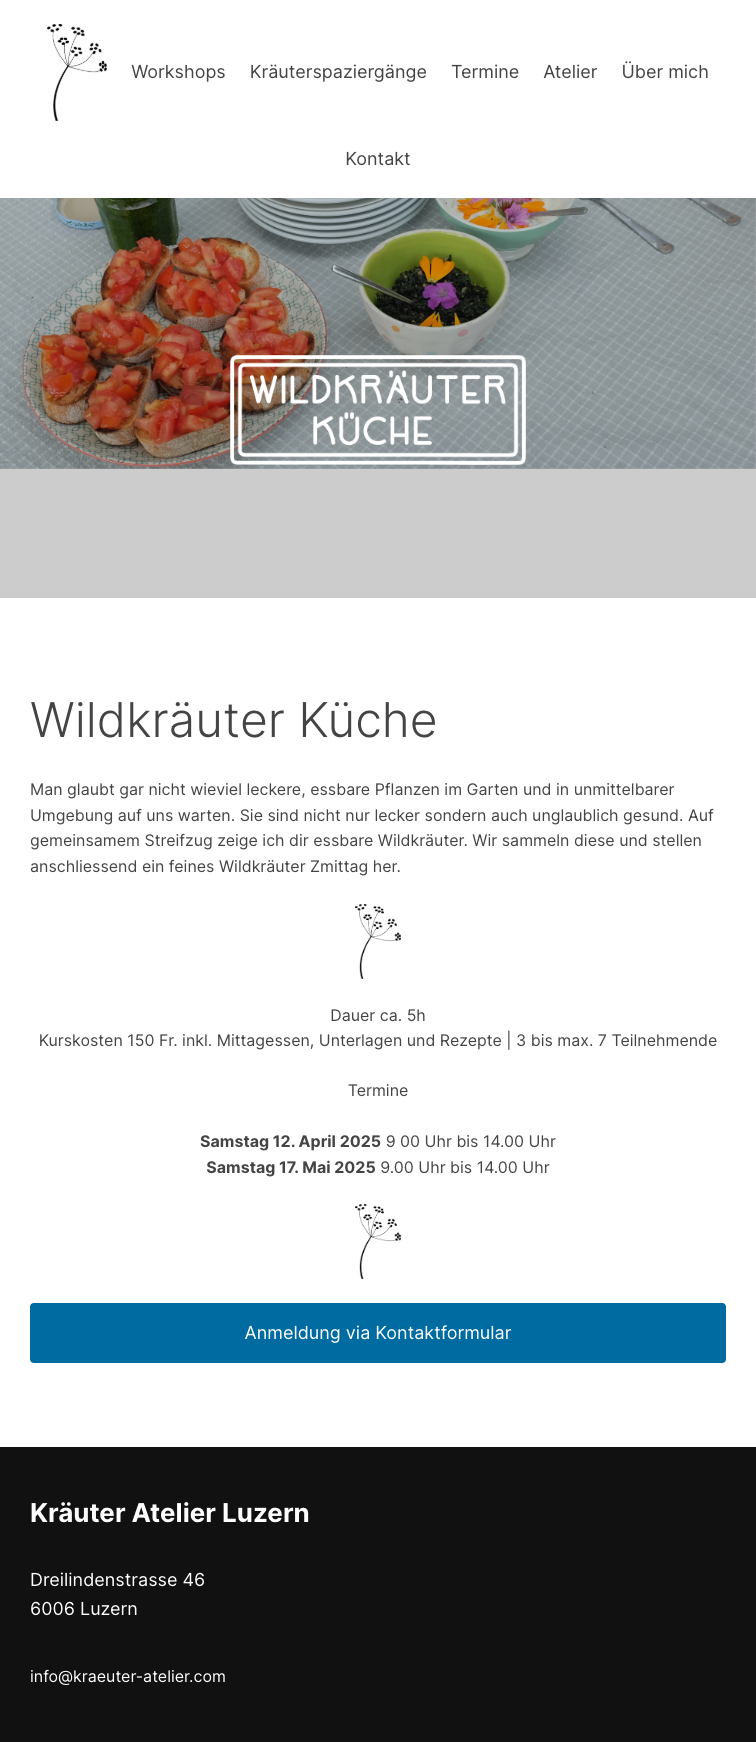 Workshops Kräuterspaziergänge Termine Atelier Über mich
Kontakt
WILDKRÄUTER
KÜCHE
Wildkräuter Küche
Man glaubt gar nicht wieviel leckere, essbare Pflanzen im Garten und in unmittelbarer
Umgebung auf uns warten. Sie sind nicht nur lecker sondern auch unglaublich gesund. Auf
gemeinsamem Streifzug zeige ich dir essbare Wildkräuter. Wir sammeln diese und stellen
anschliessend ein feines Wildkräuter Zmittag her.
Dauer ca. 5h
Kurskosten 150 Fr. inkl. Mittagessen, Unterlagen und Rezepte | 3 bis max. 7 Teilnehmende
Termine
Samstag 12. April 2025 9 00 Uhr bis 14.00 Uhr
Samstag 17. Mai 2025 9.00 Uhr bis 14.00 Uhr
Anmeldung via Kontaktformular
Kräuter Atelier Luzern
Dreilindenstrasse 46
6006 Luzern
info@kraeuter-atelier.com